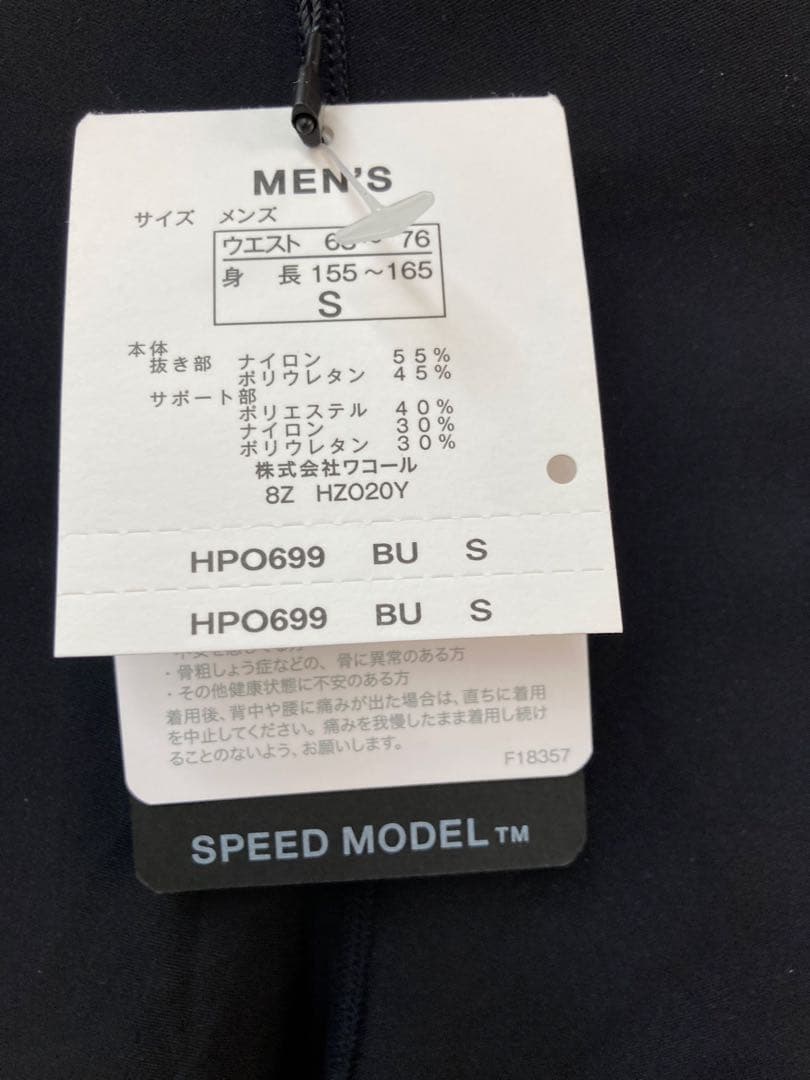 MEN'S
サイズ メンズ
ウエスト 76
身 長 155～165
S
本体
抜き部 ナイロン 55%
ポリウレタン 45%
サポート部
ポリエステル 40%
ナイロン 30%
ポリウレタン 30%
株式会社ワコール
8Z HZO20Y
HPO699 BU S
HPO699 BU S
・骨粗しょう症などの、骨に異常のある方
・その他健康状態に不安のある方
着用後、背中や腰に痛みが出た場合は、直ちに着用
を中止してください。痛みを我慢したまま着用し続け
ることのないよう、お願いします。
F18357
SPEED MODEL™